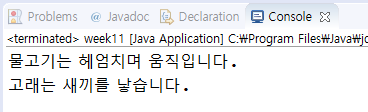 Problems @ Javadoc Declaration Console
<terminated> week11 [Java Application] C:₩Program Files₩Java₩jd
물고기는 헤엄치며 움직입니다.
고래는 새끼를 낳습니다.